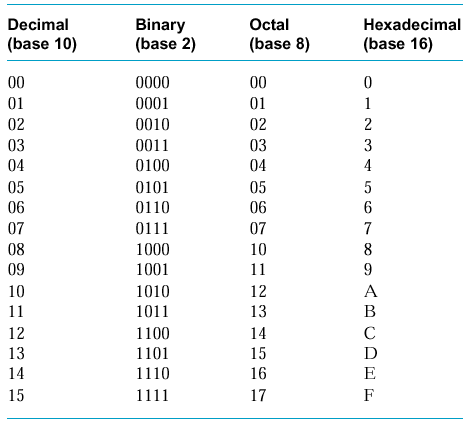 Decimal Binary Octal Hexadecimal
(base 10) (base 2) (base 8) (base 16)
00 0000 00 0
01 0001 01 1
02 0010 02 2
03 0011 03 3
04 0100 04 4
05 0101 05 5
06 0110 06 6
07 0111 07 7
08 1000 10 8
09 1001 11 9
10 1010 12 A
11 1011 13 B
12 1100 14 C
13 1101 15 D
14 1110 16 E
15 1111 17 F